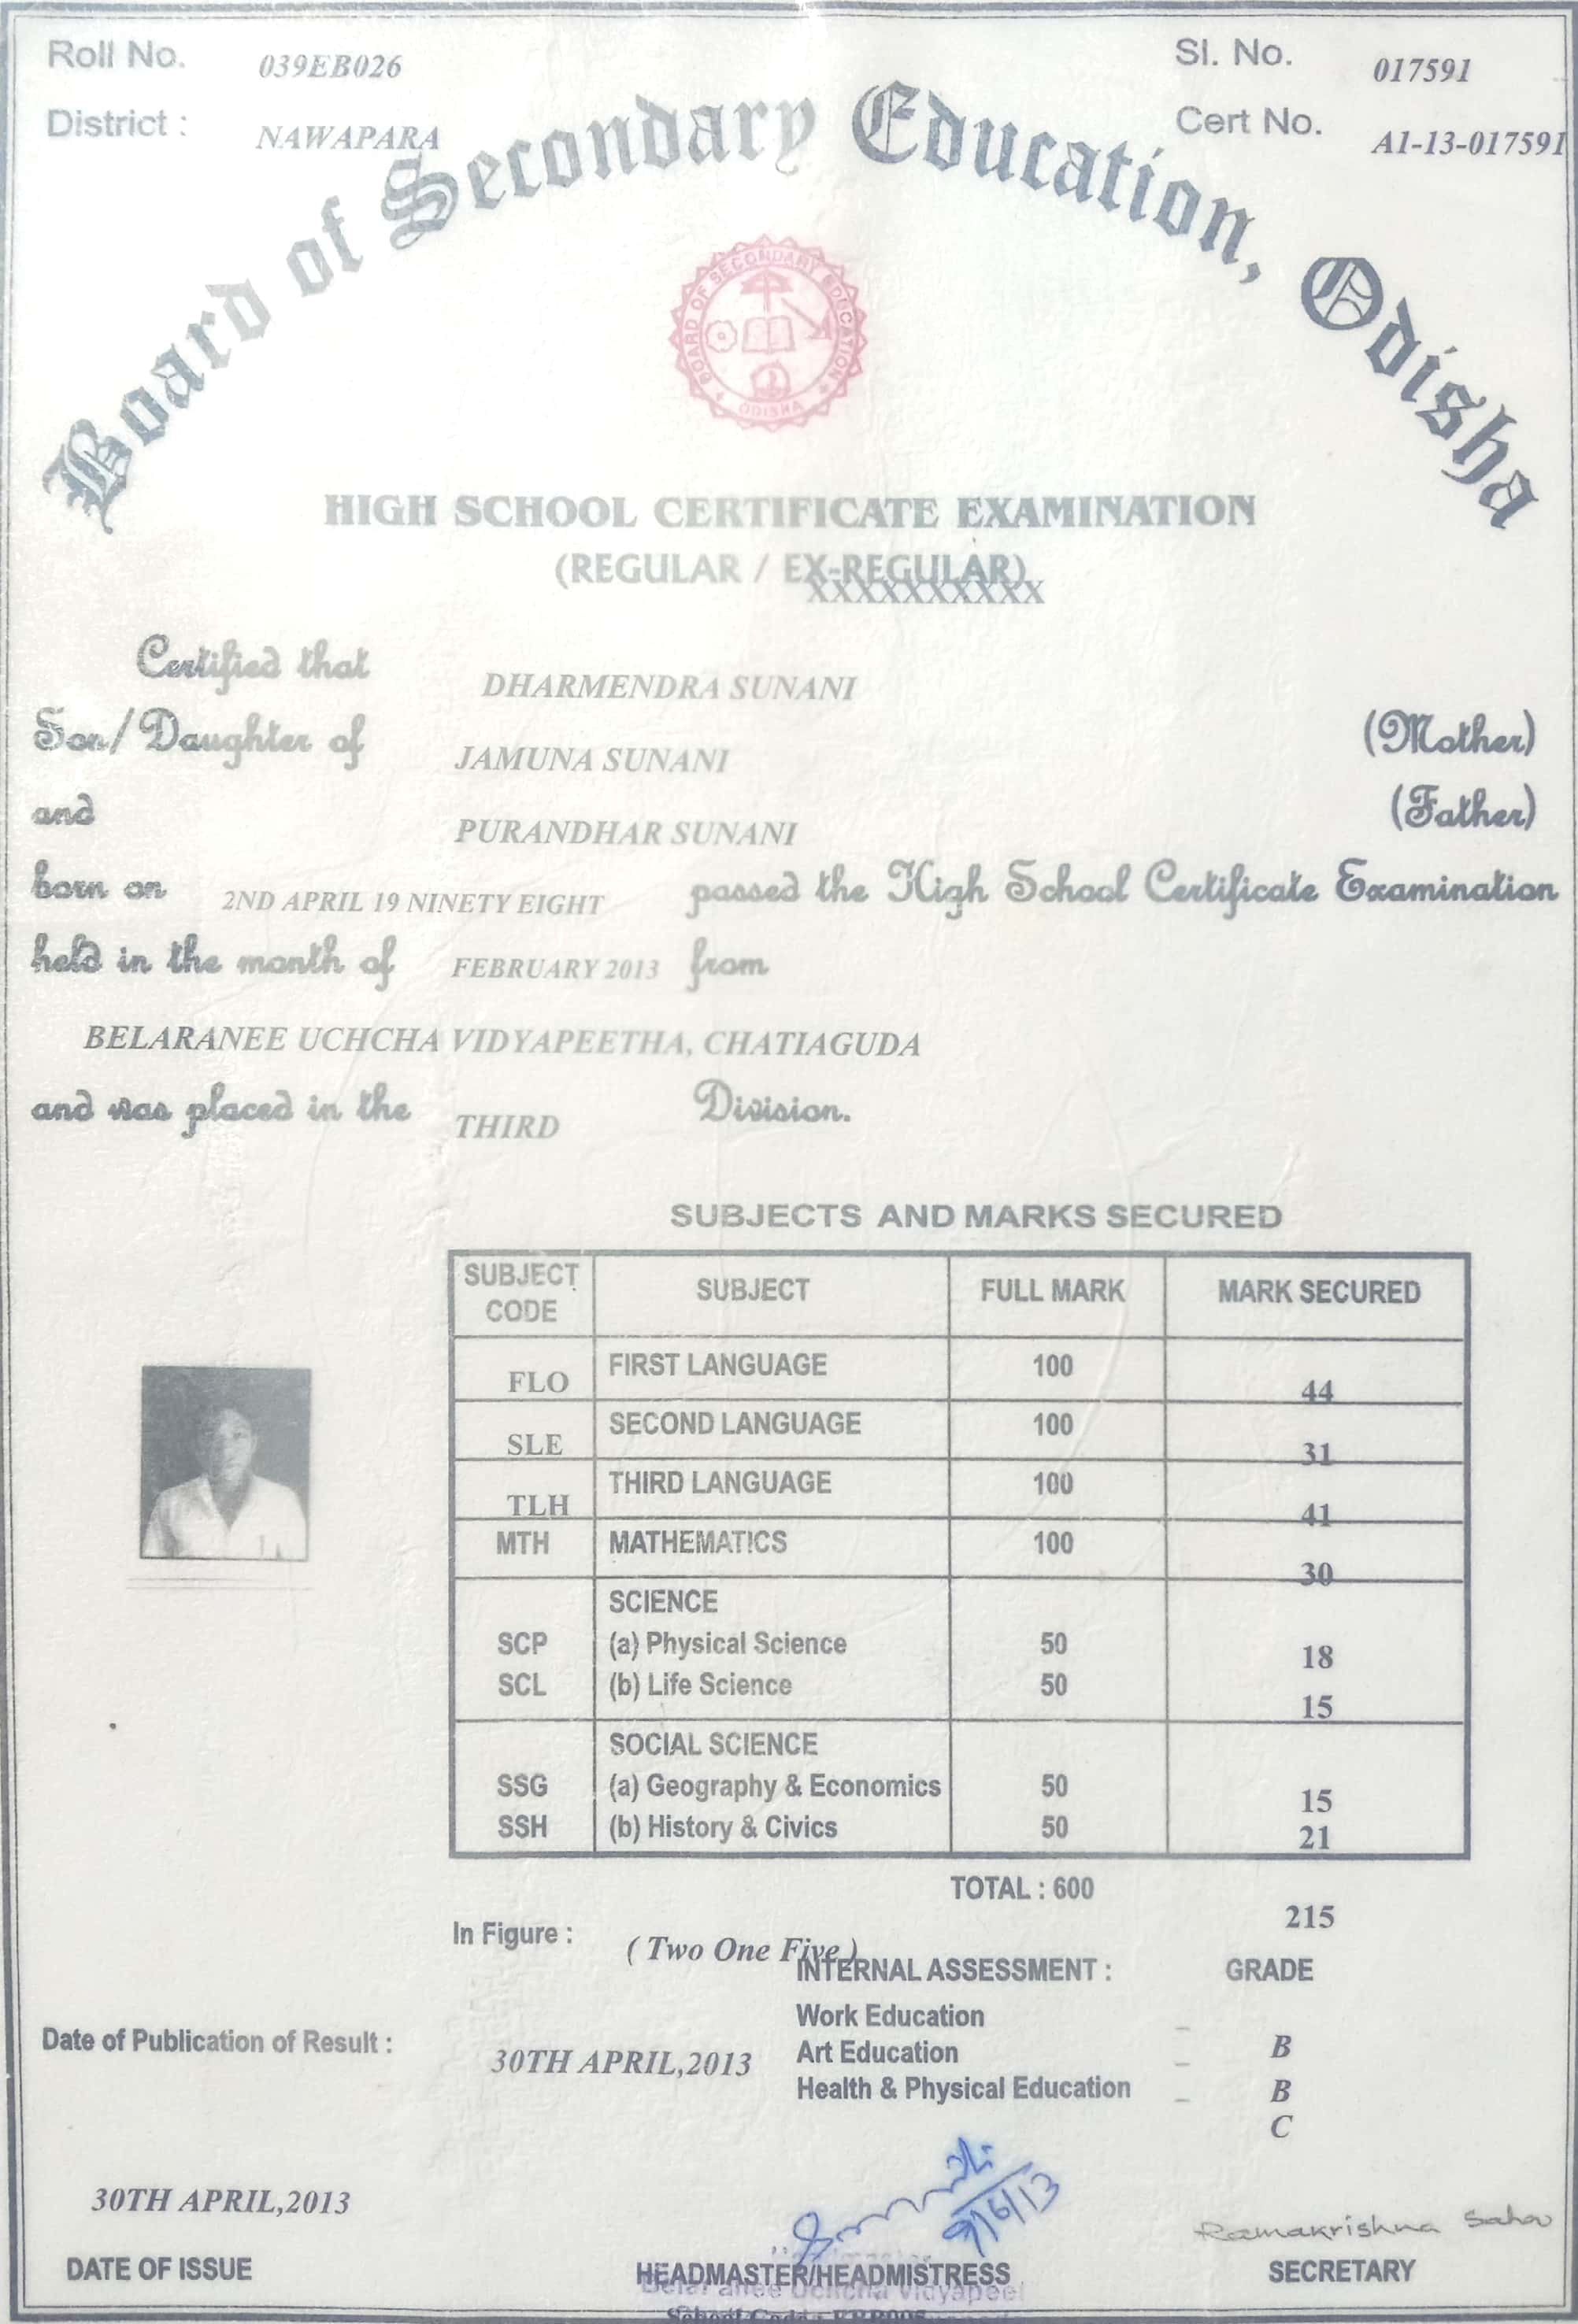 Roll No. 039EB026
Sl. No. 017591
District : NAWAPARA
Cert No. A1-13-017591
Board of Secondary Education, Odisha
BOARD OF SECONDARY EDUCATION
ODISHA
HIGH SCHOOL CERTIFICATE EXAMINATION
(REGULAR / EX-REGULAR)
XXXXXXXXXX
Certified that DHARMENDRA SUNANI
Son/Daughter of JAMUNA SUNANI (Mother)
and PURANDHAR SUNANI (Father)
born on 2ND APRIL 19 NINETY EIGHT passed the High School Certificate Examination
held in the month of FEBRUARY 2013 from
BELARANEE UCHCHA VIDYAPEETHA, CHATIAGUDA
and was placed in the THIRD Division.
SUBJECTS AND MARKS SECURED
SUBJECT CODE SUBJECT FULL MARK MARK SECURED
FLO FIRST LANGUAGE 100 44
SLE SECOND LANGUAGE 100 31
TLH THIRD LANGUAGE 100 41
MTH MATHEMATICS 100 30
SCIENCE
SCP (a) Physical Science 50 18
SCL (b) Life Science 50 15
SOCIAL SCIENCE
SSG (a) Geography & Economics 50 15
SSH (b) History & Civics 50 21
TOTAL : 600 215
In Figure : ( Two One Five )
INTERNAL ASSESSMENT : GRADE
Work Education - B
Art Education - B
Health & Physical Education - C
Date of Publication of Result : 30TH APRIL,2013
30TH APRIL,2013
9/6/13
Ramakrishna Saho
DATE OF ISSUE
HEADMASTER/HEADMISTRESS
SECRETARY
Belaranee Uchcha Vidyapeet